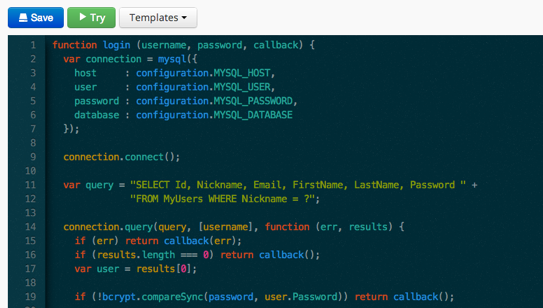 Save Try Templates
1 function login (username, password, callback) {
2 var connection = mysql({
3 host : configuration.MYSQL_HOST,
4 user : configuration.MYSQL_USER,
5 password : configuration.MYSQL_PASSWORD,
6 database : configuration.MYSQL_DATABASE
7 });
8
9 connection.connect();
10
11 var query = "SELECT Id, Nickname, Email, FirstName, LastName, Password " +
12 "FROM MyUsers WHERE Nickname = ?";
13
14 connection.query(query, [username], function (err, results) {
15 if (err) return callback(err);
16 if (results.length === 0) return callback();
17 var user = results[0];
18
19 if (!bcrypt.compareSync(password, user.Password)) return callback();